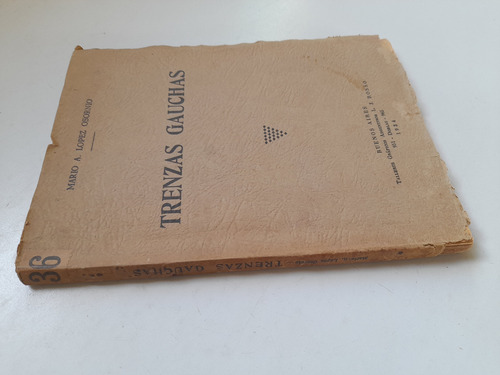 MARIO A. LOPEZ OSORNIO
TRENZAS GAUCHAS
BUENOS AIRES
1934
36
TRENZAS GAUCHAS